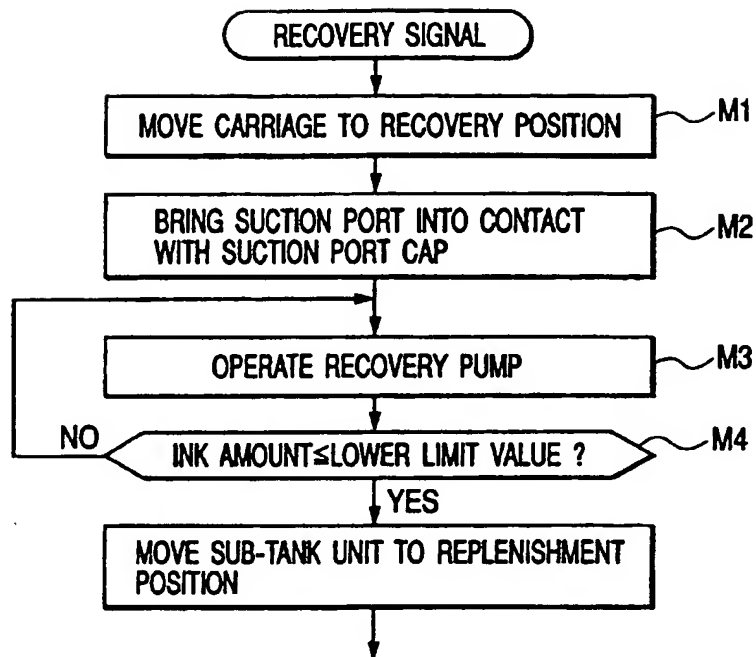 RECOVERY SIGNAL
MOVE CARRIAGE TO RECOVERY POSITION
M1
BRING SUCTION PORT INTO CONTACT
WITH SUCTION PORT CAP
M2
OPERATE RECOVERY PUMP
M3
NO
INK AMOUNT≦LOWER LIMIT VALUE ?
M4
YES
MOVE SUB-TANK UNIT TO REPLENISHMENT
POSITION